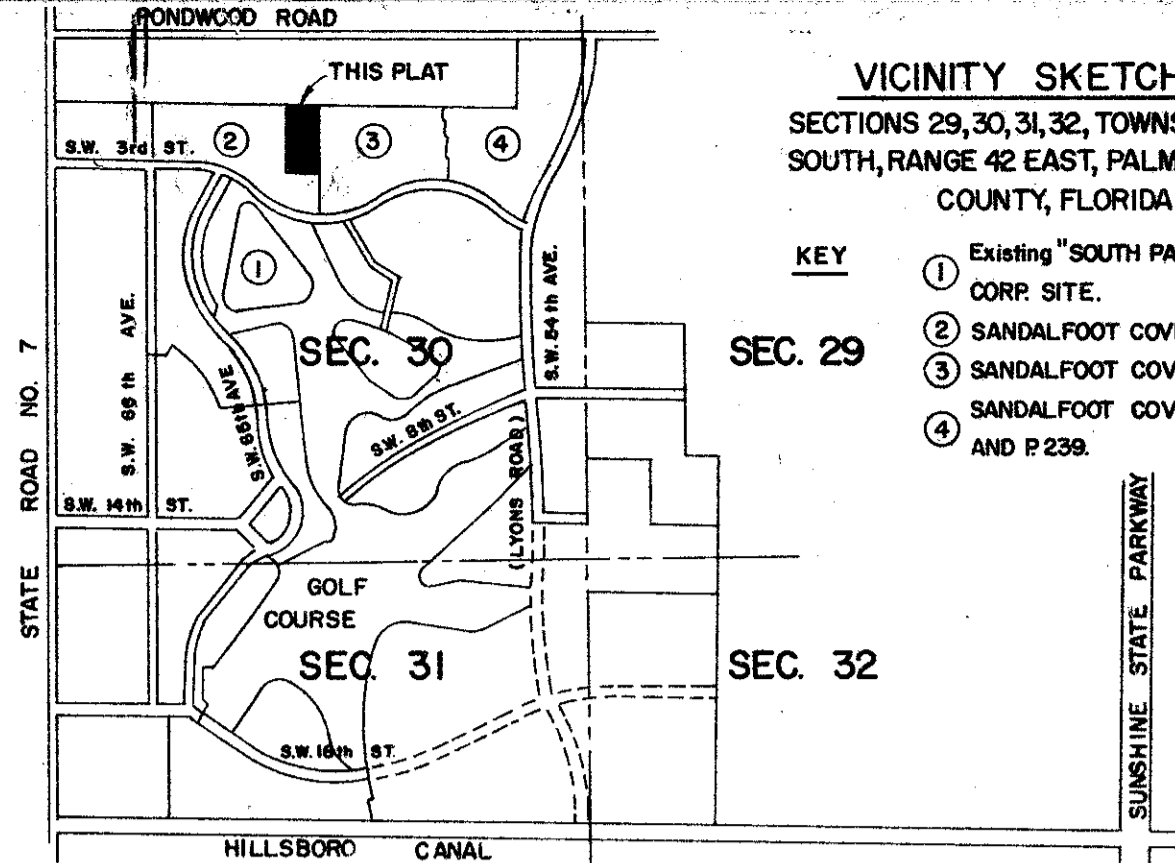 PONDWOOD ROAD
THIS PLAT
VICINITY SKETCH
SECTIONS 29,30,31,32, TOWNS
SOUTH, RANGE 42 EAST, PALM
COUNTY, FLORIDA
KEY
1 Existing "SOUTH PA
CORP. SITE.
2 SANDALFOOT COV
3 SANDALFOOT COV
4 SANDALFOOT COV
AND P. 239.
S.W. 3rd ST.
2
3
4
1
STATE ROAD NO. 7
S.W. 66th AVE.
S.W. 65th AVE
S.W. 54th AVE.
SEC. 30
SEC. 29
S.W. 8th ST.
(LYONS ROAD)
S.W. 14th ST.
GOLF
COURSE
SEC. 31
SEC. 32
S.W. 18th ST.
SUNSHINE STATE PARKWAY
HILLSBORO CANAL